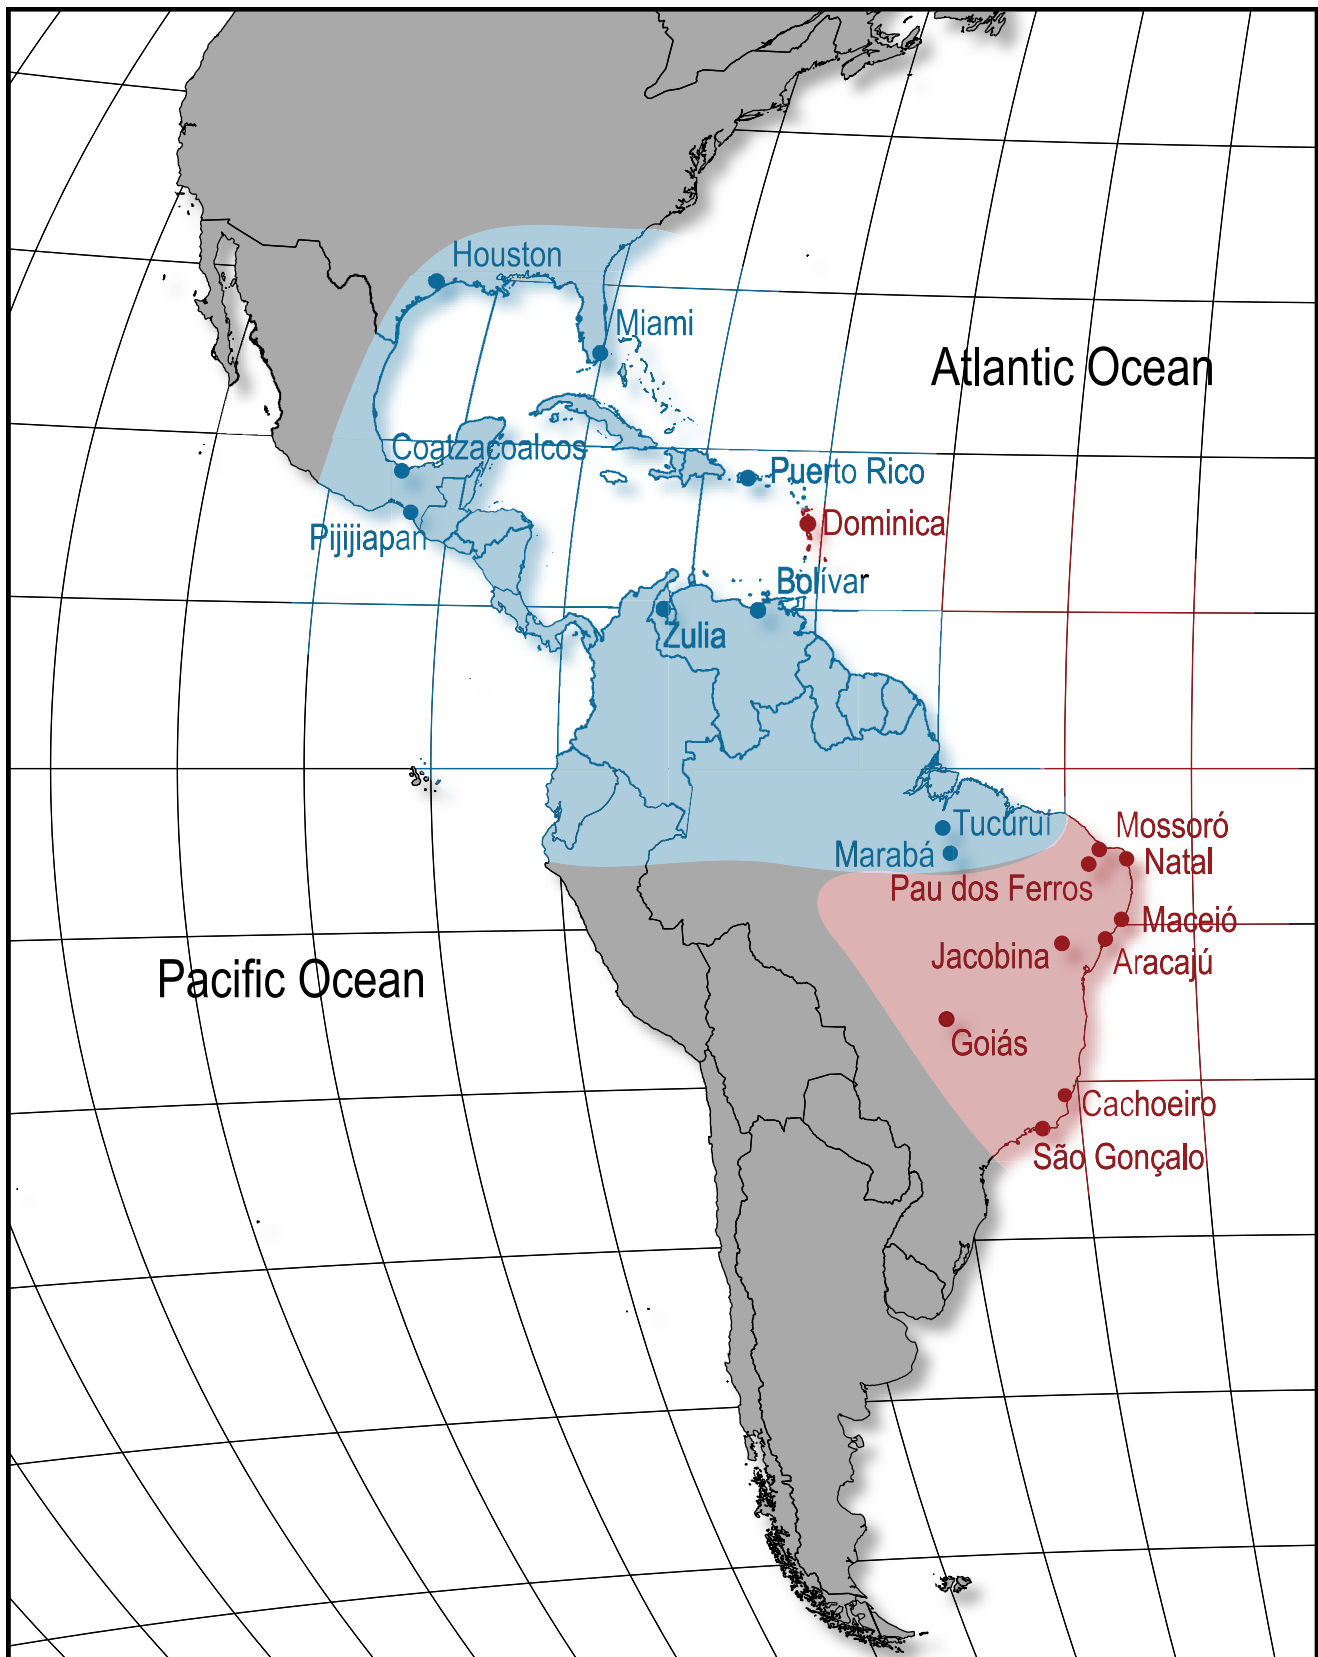 Houston
Miami
Atlantic Ocean
Coatzacoalcos
Puerto Rico
Dominica
Pijijiapan
Bolívar
Zulia
Tucuruí
Mossoró
Marabá
Natal
Pau dos Ferros
Maceió
Jacobina
Aracajú
Pacific Ocean
Goiás
Cachoeiro
São Gonçalo